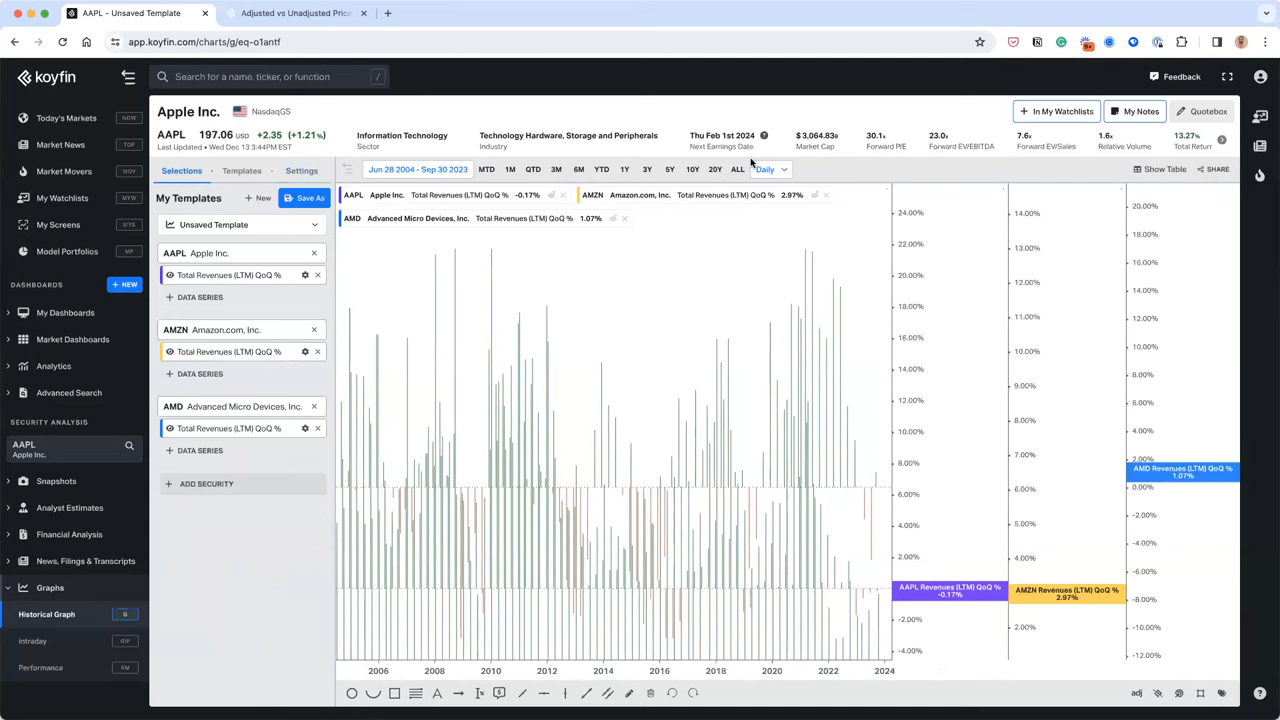 AAPL - Unsaved Template
Adjusted vs Unadjusted Price
app.koyfin.com/charts/g/eq-o1antf
9+
koyfin
Search for a name, ticker, or function
/
Feedback
Today's Markets NOW
Market News TOP
Market Movers MOV
My Watchlists MYW
My Screens MYS
Model Portfolios MP
DASHBOARDS
+ NEW
My Dashboards
Market Dashboards
Analytics
Advanced Search
SECURITY ANALYSIS
AAPL
Apple Inc.
Snapshots
Analyst Estimates
Financial Analysis
News, Filings & Transcripts
Graphs
Historical Graph G
Intraday GIP
Performance GM
Apple Inc.
NasdaqGS
+ In My Watchlists
My Notes
Quotebox
AAPL 197.06 USD +2.35 (+1.21%)
Last Updated • Wed Dec 13 3:44PM EST
Information Technology
Sector
Technology Hardware, Storage and Peripherals
Industry
Thu Feb 1st 2024
Next Earnings Date
$ 3,064.83B
Market Cap
30.1x
Forward P/E
23.0x
Forward EV/EBITDA
7.6x
Forward EV/Sales
1.6x
Relative Volume
13.27%
Total Return
Selections
Templates
Settings
Jun 28 2004 - Sep 30 2023
MTD 1M QTD 3M 6M YTD 1Y 3Y 5Y 10Y 20Y ALL
Daily
Show Table
SHARE
My Templates
+ New
Save As
Unsaved Template
AAPL Apple Inc.
Total Revenues (LTM) QoQ %
+ DATA SERIES
AMZN Amazon.com, Inc.
Total Revenues (LTM) QoQ %
+ DATA SERIES
AMD Advanced Micro Devices, Inc.
Total Revenues (LTM) QoQ %
+ DATA SERIES
+ ADD SECURITY
AAPL Apple Inc. Total Revenues (LTM) QoQ % -0.17%
AMZN Amazon.com, Inc. Total Revenues (LTM) QoQ % 2.97%
AMD Advanced Micro Devices, Inc. Total Revenues (LTM) QoQ % 1.07%
24.00%
22.00%
20.00%
18.00%
16.00%
14.00%
12.00%
10.00%
8.00%
6.00%
4.00%
2.00%
AAPL Revenues (LTM) QoQ %
-0.17%
-2.00%
-4.00%
14.00%
13.00%
12.00%
11.00%
10.00%
9.00%
8.00%
7.00%
6.00%
5.00%
4.00%
AMZN Revenues (LTM) QoQ %
2.97%
2.00%
20.00%
18.00%
16.00%
14.00%
12.00%
10.00%
8.00%
6.00%
4.00%
2.00%
AMD Revenues (LTM) QoQ %
1.07%
0.00%
-2.00%
-4.00%
-6.00%
-8.00%
-10.00%
-12.00%
2006 2008 2010 2012 2014 2016 2018 2020 2022 2024
adj